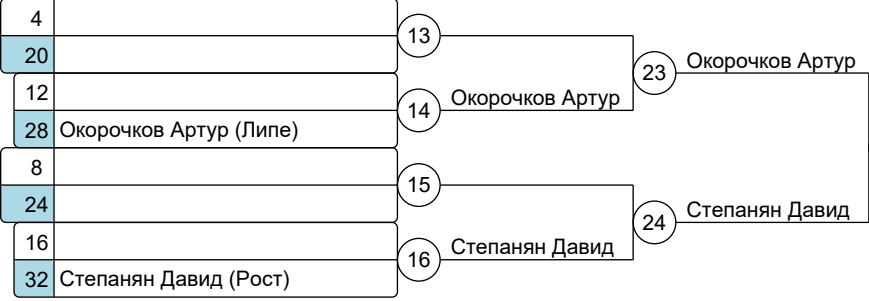 4
20
13
12
28 Окорочков Артур (Липе)
14 Окорочков Артур
23 Окорочков Артур
8
24
15
16
32 Степанян Давид (Рост)
16 Степанян Давид
24 Степанян Давид